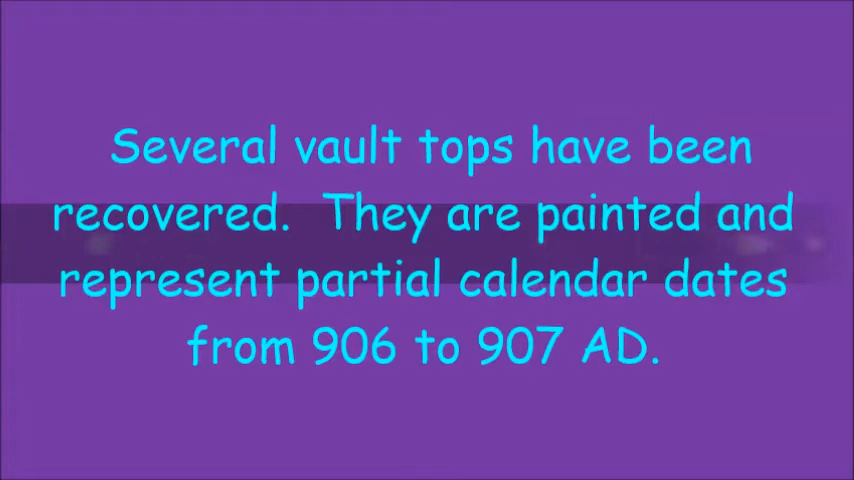 Several vault tops have been
recovered.  They are painted and
represent partial calendar dates
from 906 to 907 AD.